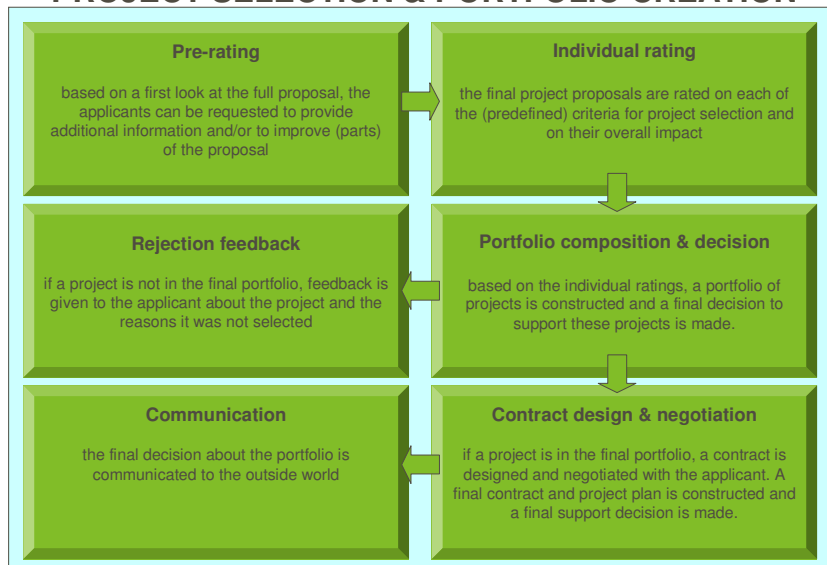 PROJECT SELECTION & PORTFOLIO CREATION
Pre-rating
based on a first look at the full proposal, the
applicants can be requested to provide
additional information and/or to improve (parts)
of the proposal
Individual rating
the final project proposals are rated on each of
the (predefined) criteria for project selection and
on their overall impact
Rejection feedback
if a project is not in the final portfolio, feedback is
given to the applicant about the project and the
reasons it was not selected
Portfolio composition & decision
based on the individual ratings, a portfolio of
projects is constructed and a final decision to
support these projects is made.
Communication
the final decision about the portfolio is
communicated to the outside world
Contract design & negotiation
if a project is in the final portfolio, a contract is
designed and negotiated with the applicant. A
final contract and project plan is constructed and
a final support decision is made.